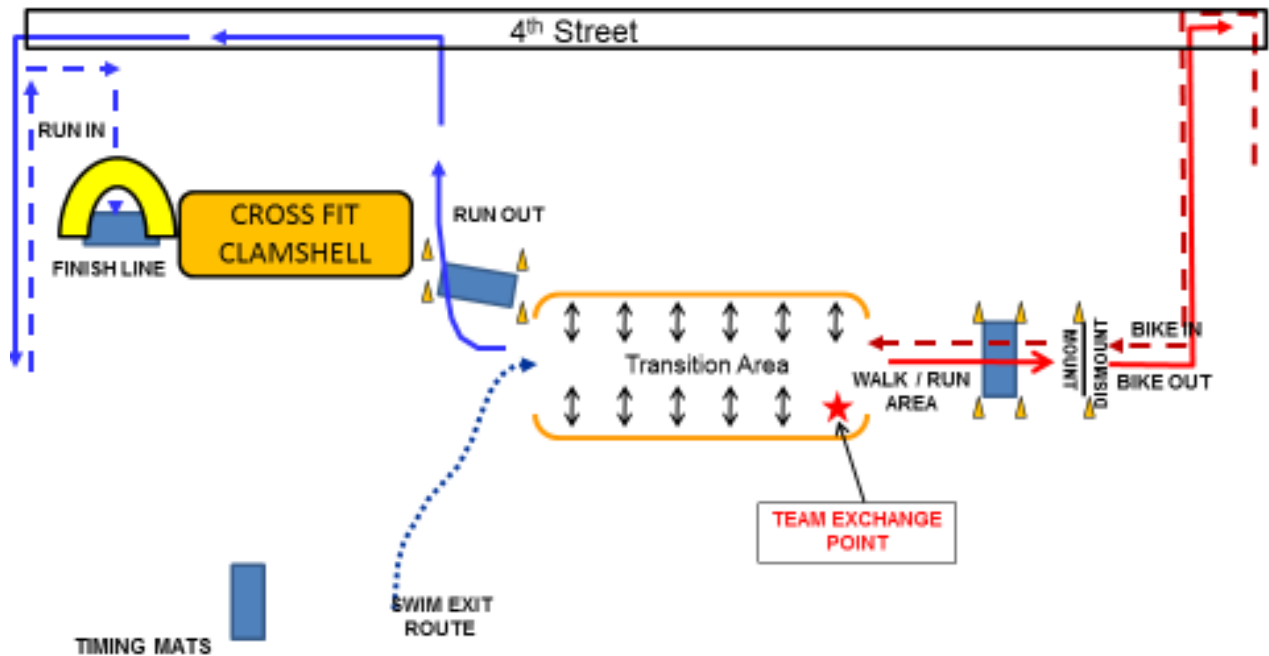 4th Street
RUN IN
CROSS FIT
CLAMSHELL
RUN OUT
FINISH LINE
Transition Area
WALK / RUN
AREA
MOUNT
DISMOUNT
BIKE IN
BIKE OUT
TEAM EXCHANGE
POINT
SWIM EXIT
ROUTE
TIMING MATS